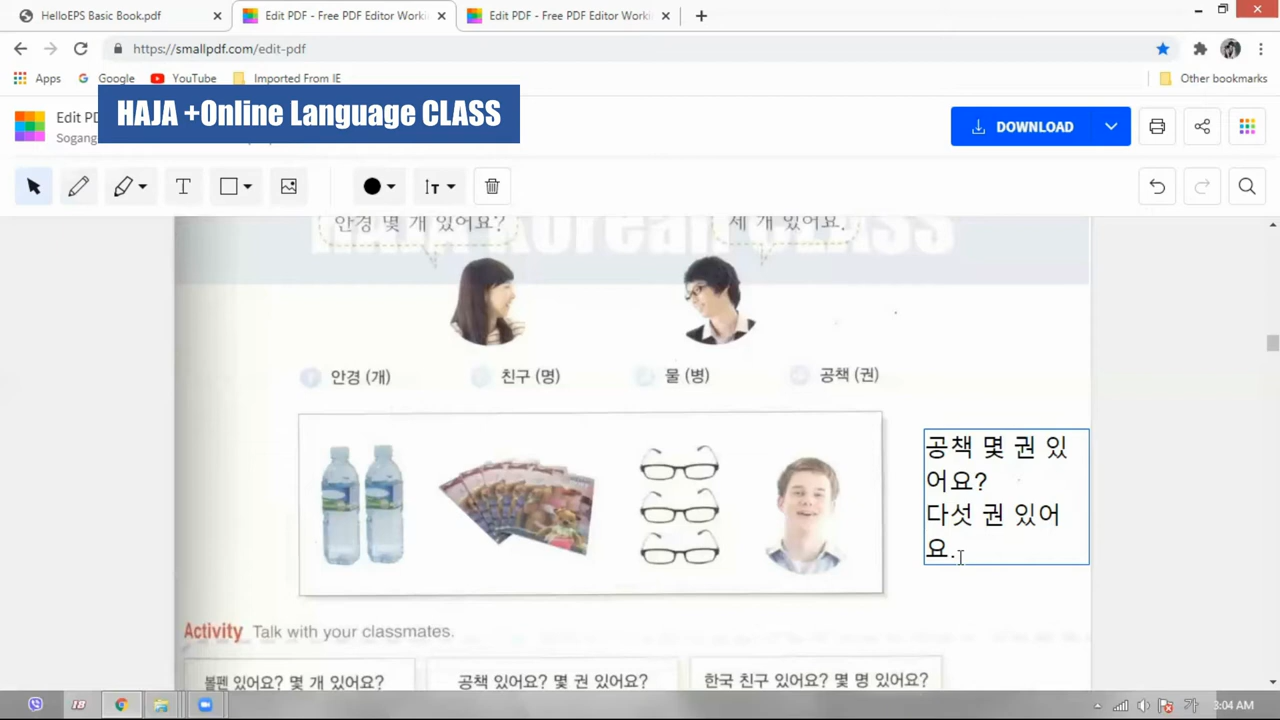 HelloEPS Basic Book.pdf
Edit PDF - Free PDF Editor Worki
Edit PDF - Free PDF Editor Worki
https://smallpdf.com/edit-pdf
Apps
Google
YouTube
Imported From IE
Other bookmarks
HAJA +Online Language CLASS
Edit PD
Sogang
DOWNLOAD
T
안경 몇 개 있어요?
세 개 있어요.
HAJA Korean CLASS
안경 (개)
친구 (명)
물 (병)
공책 (권)
공책 몇 권 있
어요?
다섯 권 있어
요.
Activity Talk with your classmates.
볼펜 있어요? 몇 개 있어요?
공책 있어요? 몇 권 있어요?
한국 친구 있어요? 몇 명 있어요?
가
3:04 AM